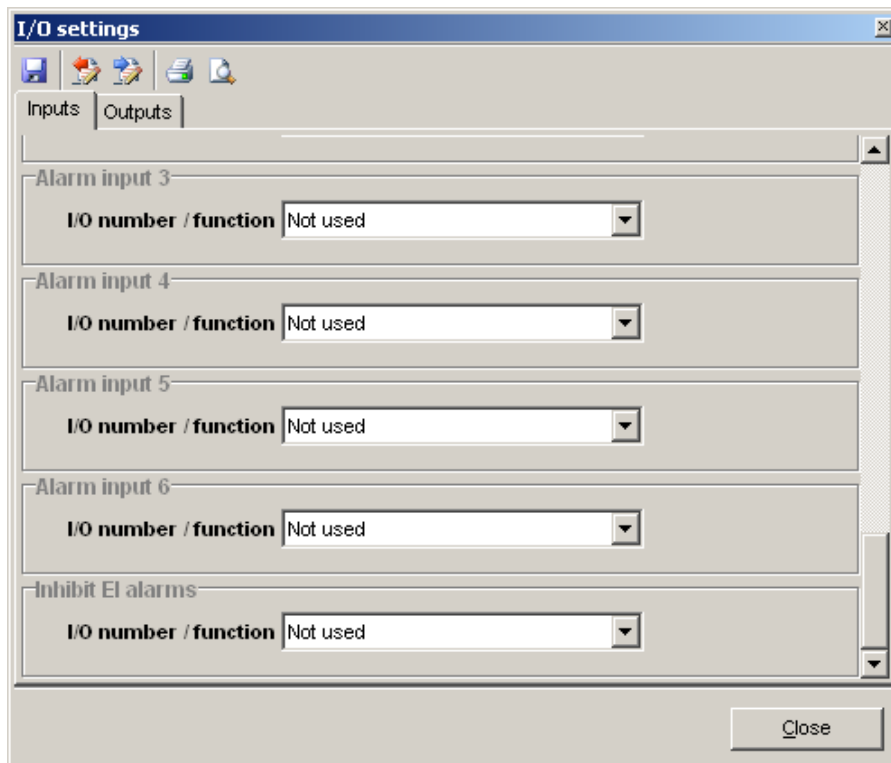 I/O settings
Inputs
Outputs
Alarm input 3
I/O number / function Not used
Alarm input 4
I/O number / function Not used
Alarm input 5
I/O number / function Not used
Alarm input 6
I/O number / function Not used
Inhibit EI alarms
I/O number / function Not used
Close